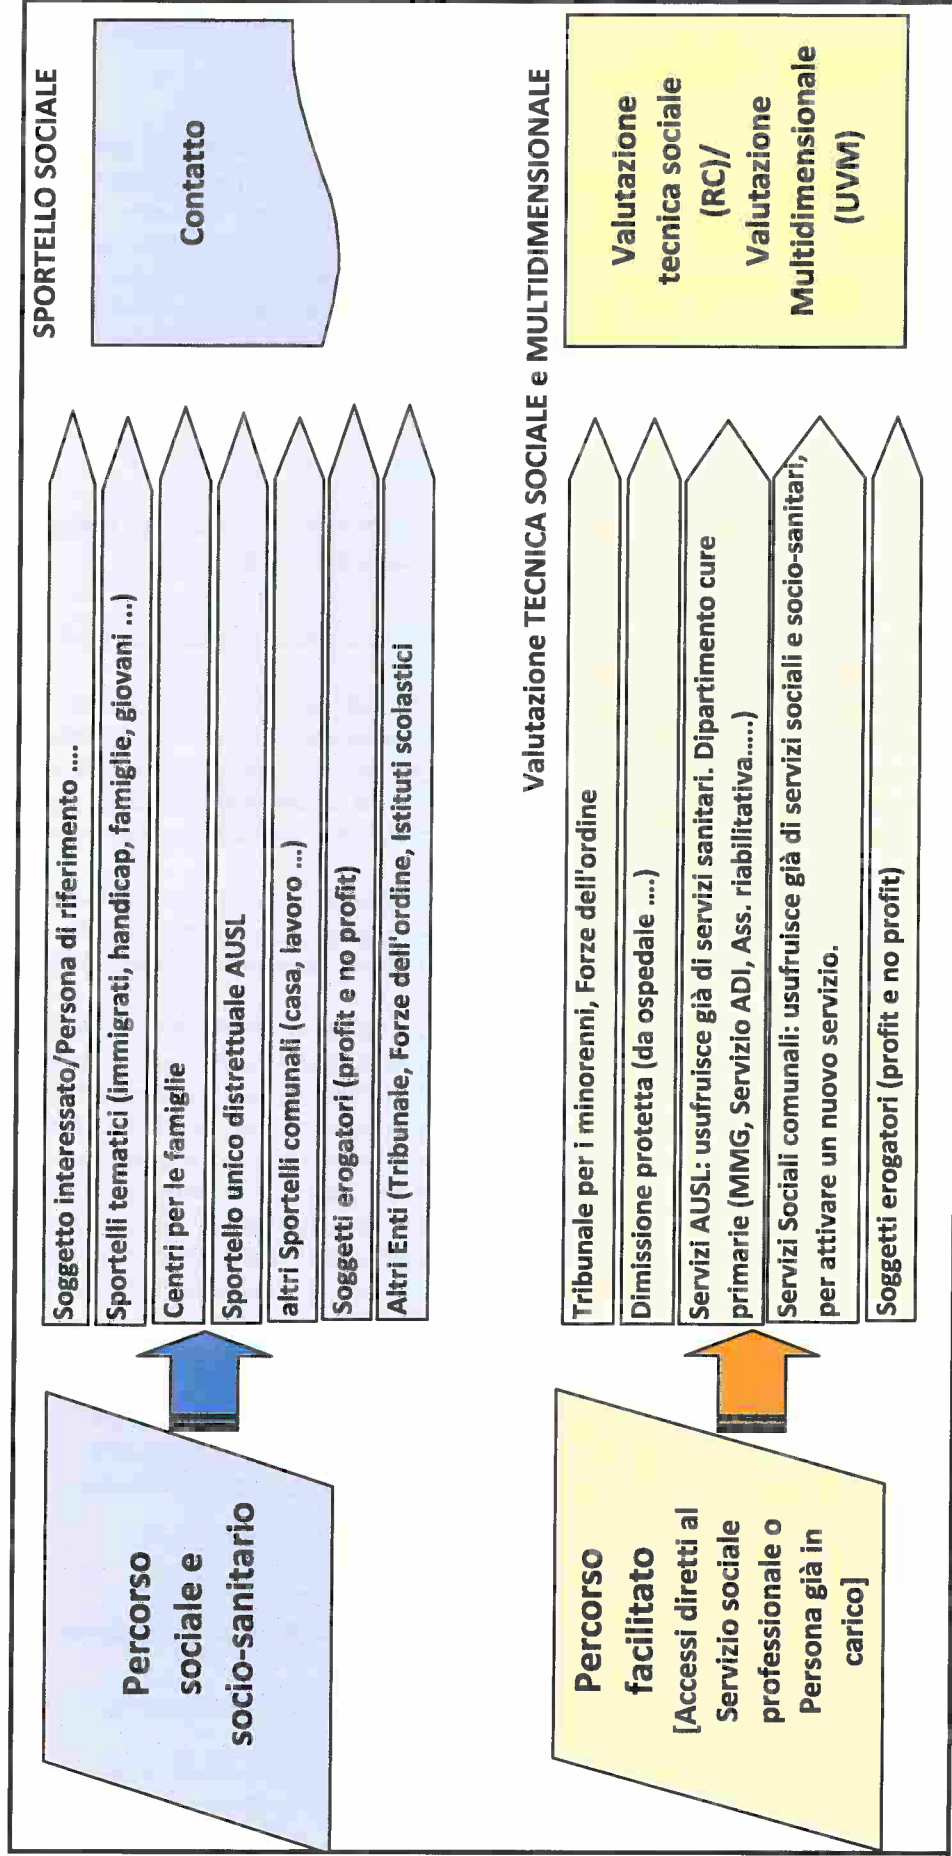 SPORTELLO SOCIALE
Percorso
sociale e
socio-sanitario
Soggetto interessato/Persona di riferimento ....
Sportelli tematici (immigrati, handicap, famiglie, giovani ...)
Centri per le famiglie
Sportello unico distrettuale AUSL
altri Sportelli comunali (casa, lavoro ...)
Soggetti erogatori (profit e no profit)
Altri Enti (Tribunale, Forze dell'ordine, Istituti scolastici
Contatto
Valutazione TECNICA SOCIALE e MULTIDIMENSIONALE
Percorso
facilitato
[Accessi diretti al
Servizio sociale
professionale o
Persona già in
carico]
Tribunale per i minorenni, Forze dell'ordine
Dimissione protetta (da ospedale ....)
Servizi AUSL: usufruisce già di servizi sanitari. Dipartimento cure
primarie (MMG, Servizio ADI, Ass. riabilitativa.....)
Servizi Sociali comunali: usufruisce già di servizi sociali e socio-sanitari,
per attivare un nuovo servizio.
Soggetti erogatori (profit e no profit)
Valutazione
tecnica sociale
(RC)/
Valutazione
Multidimensionale
(UVM)